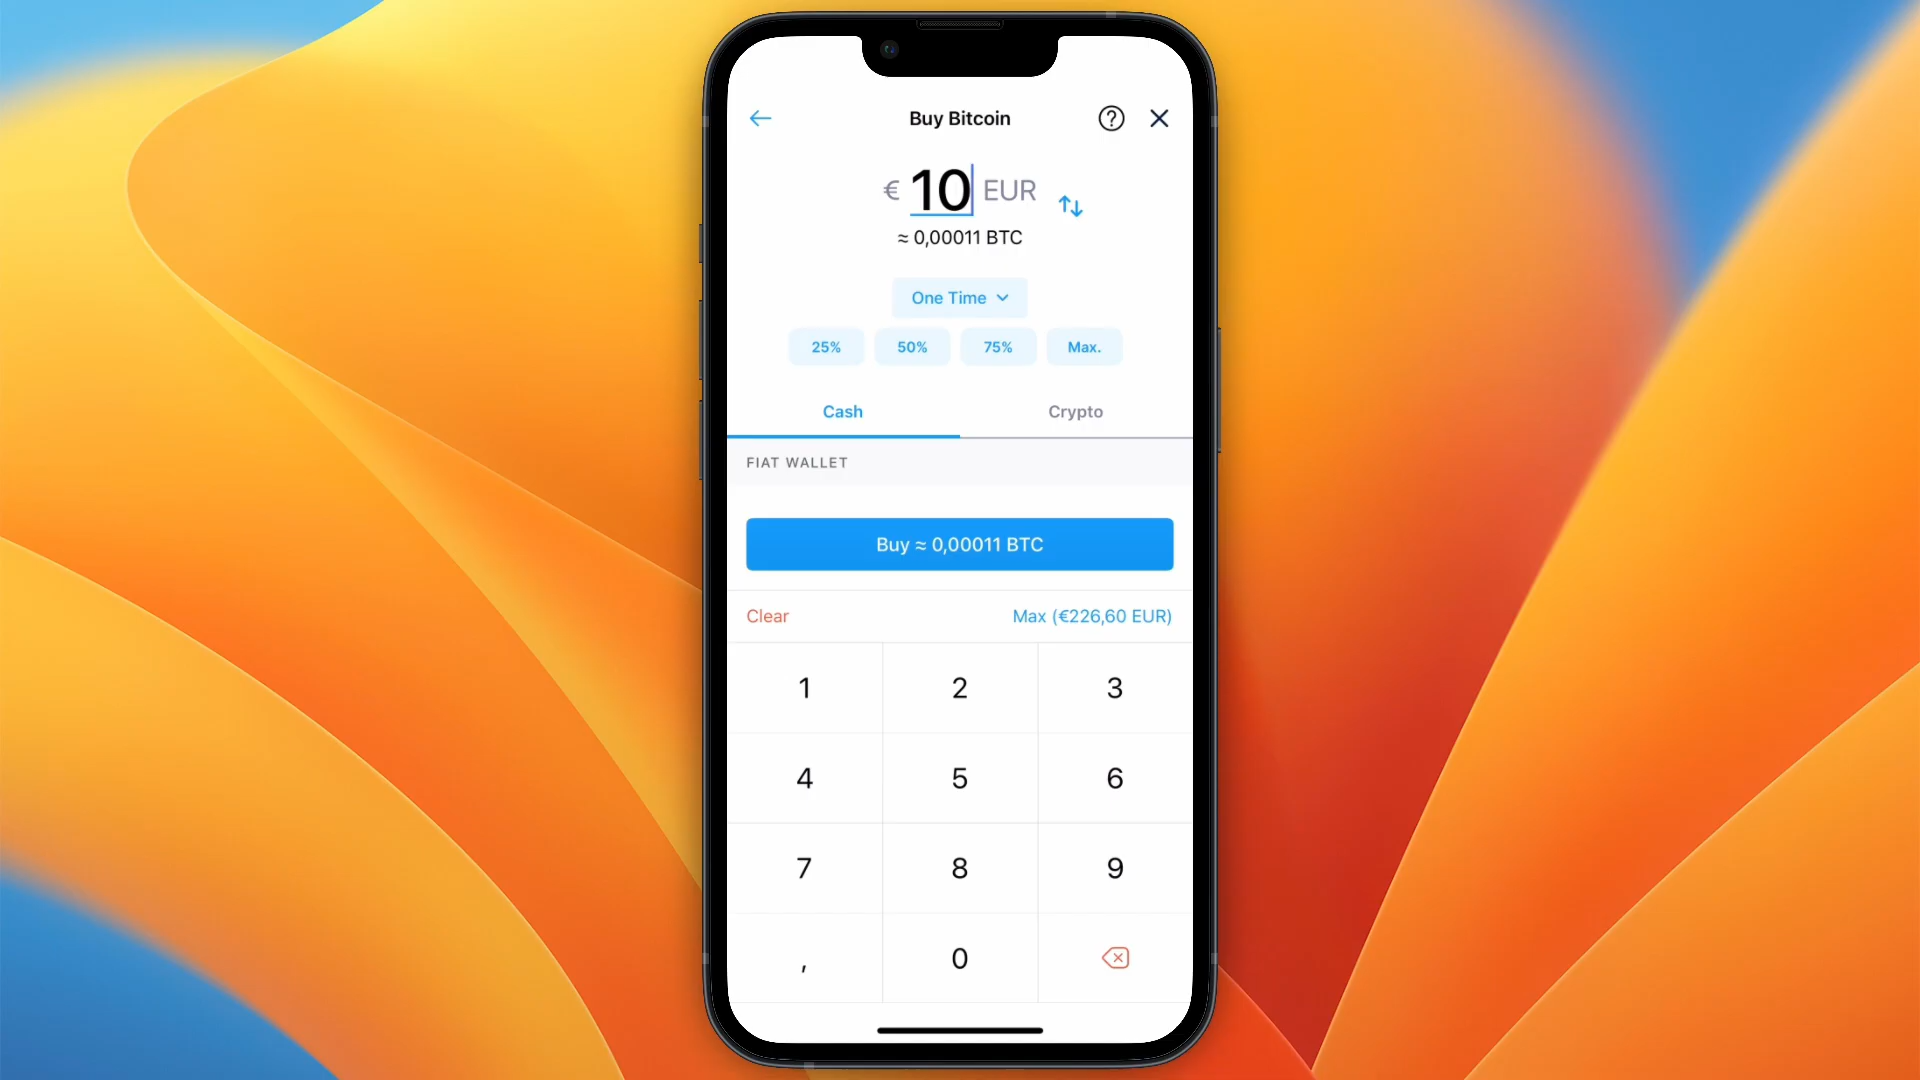 Buy Bitcoin
€ 10 EUR
≈ 0,00011 BTC
One Time
25% 50% 75% Max.
Cash Crypto
FIAT WALLET
Buy ≈ 0,00011 BTC
Clear Max (€226,60 EUR)
1 2 3
4 5 6
7 8 9
, 0